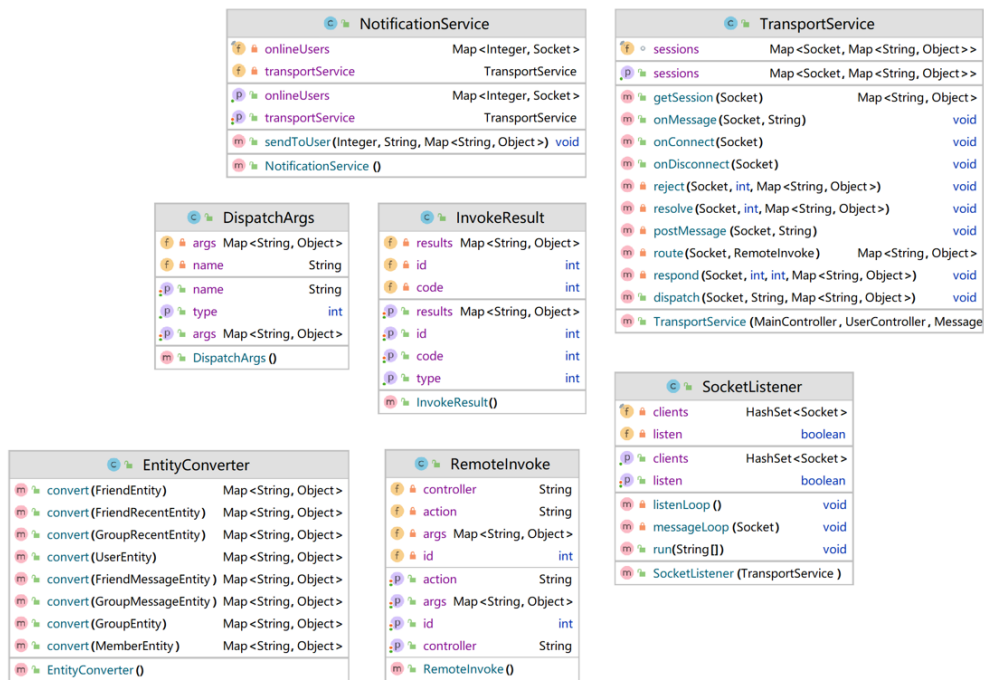 NotificationService
onlineUsers Map<Integer, Socket>
transportService TransportService
onlineUsers Map<Integer, Socket>
transportService TransportService
sendToUser(Integer, String, Map<String, Object>) void
NotificationService()
TransportService
sessions Map<Socket, Map<String, Object>>
sessions Map<Socket, Map<String, Object>>
getSession(Socket) Map<String, Object>
onMessage(Socket, String) void
onConnect(Socket) void
onDisconnect(Socket) void
reject(Socket, int, Map<String, Object>) void
resolve(Socket, int, Map<String, Object>) void
postMessage(Socket, String) void
route(Socket, RemoteInvoke) Map<String, Object>
respond(Socket, int, int, Map<String, Object>) void
dispatch(Socket, String, Map<String, Object>) void
TransportService(MainController, UserController, Message
DispatchArgs
args Map<String, Object>
name String
name String
type int
args Map<String, Object>
DispatchArgs()
InvokeResult
results Map<String, Object>
id int
code int
results Map<String, Object>
id int
code int
type int
InvokeResult()
SocketListener
clients HashSet<Socket>
listen boolean
clients HashSet<Socket>
listen boolean
listenLoop() void
messageLoop(Socket) void
run(String[]) void
SocketListener(TransportService)
EntityConverter
convert(FriendEntity) Map<String, Object>
convert(FriendRecentEntity) Map<String, Object>
convert(GroupRecentEntity) Map<String, Object>
convert(UserEntity) Map<String, Object>
convert(FriendMessageEntity) Map<String, Object>
convert(GroupMessageEntity) Map<String, Object>
convert(GroupEntity) Map<String, Object>
convert(MemberEntity) Map<String, Object>
EntityConverter()
RemoteInvoke
controller String
action String
args Map<String, Object>
id int
action String
args Map<String, Object>
id int
controller String
RemoteInvoke()